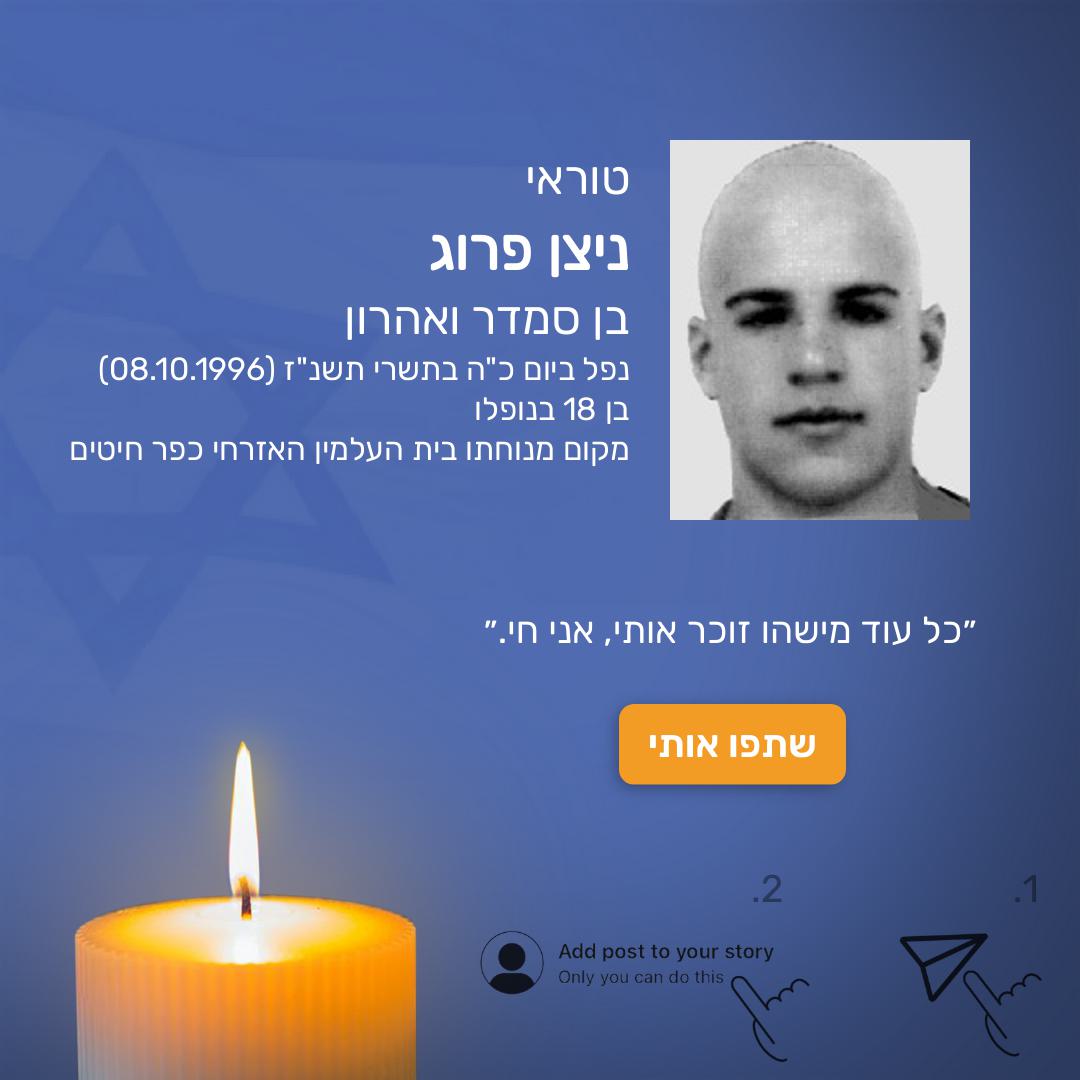 טוראי
ניצן פרוג
בן סמדר ואהרון
נפל ביום כ"ה בתשרי תשנ"ז (08.10.1996)
בן 18 בנופלו
מקום מנוחתו בית העלמין האזרחי כפר חיטים
״כל עוד מישהו זוכר אותי, אני חי.״
שתפו אותי
1.
2.
Add post to your story
Only you can do this